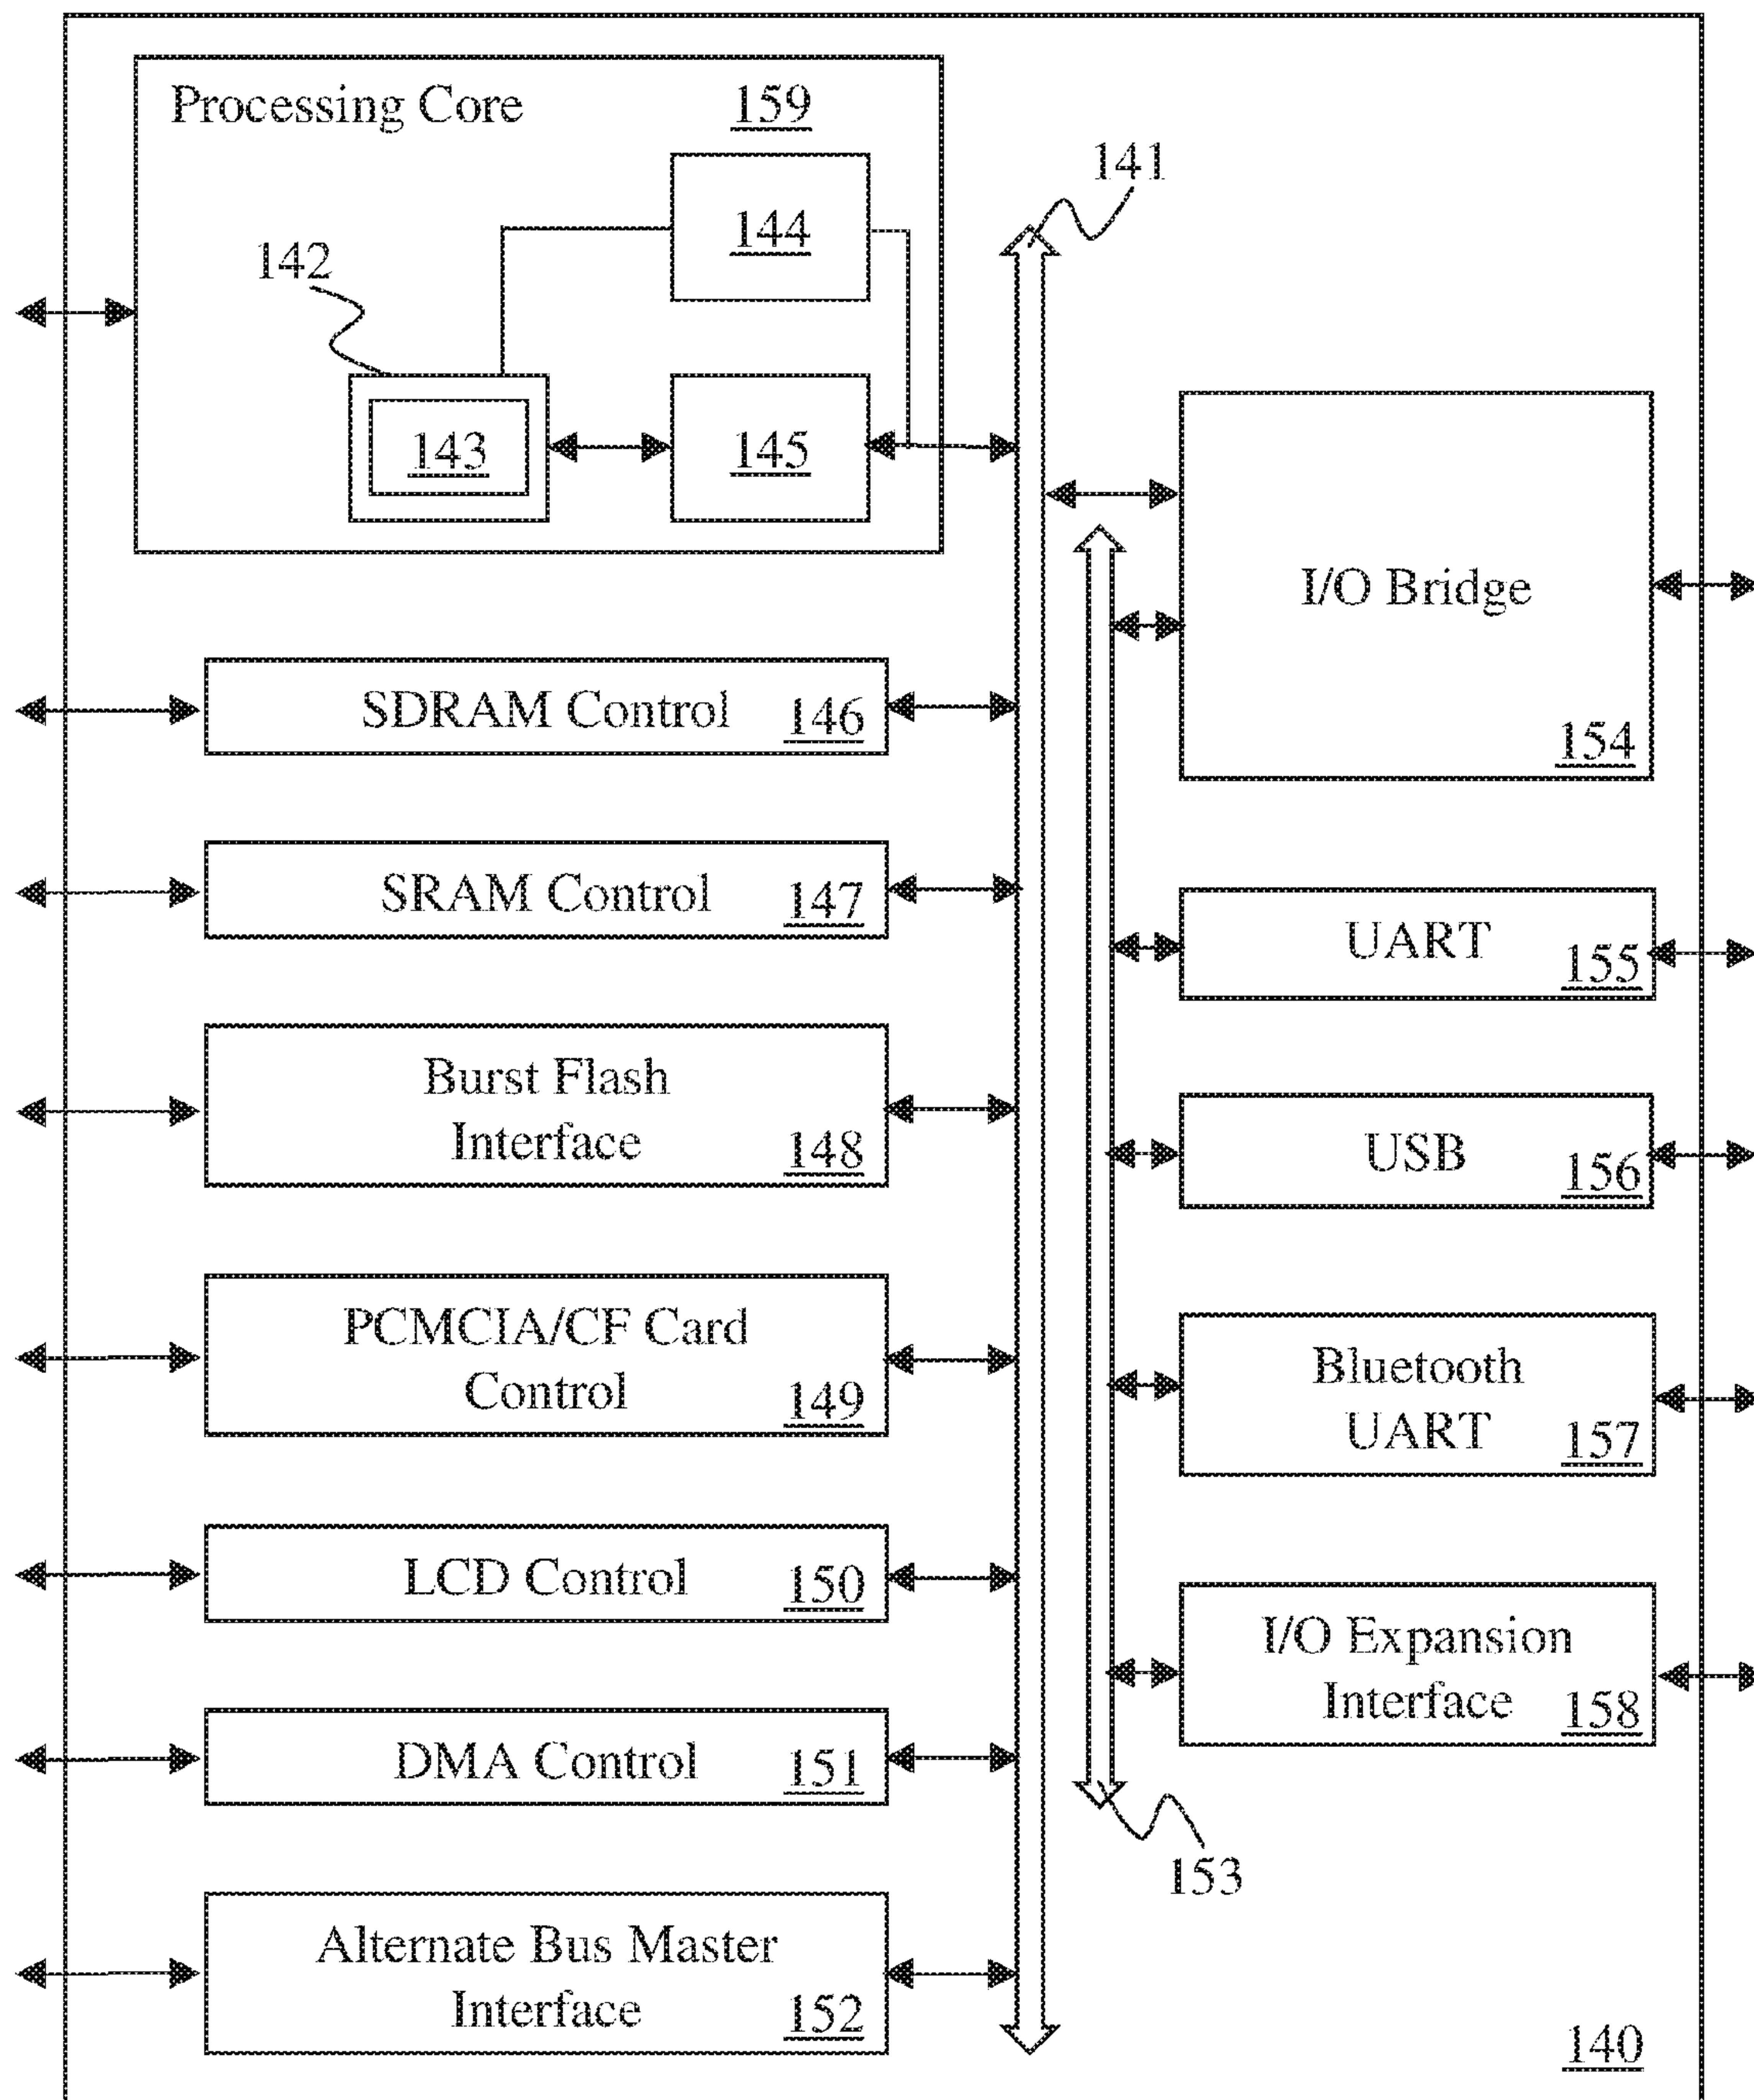 Processing Core 159
141
144
142
143
145
I/O Bridge
154
SDRAM Control 146
SRAM Control 147
UART 155
Burst Flash
Interface 148
USB 156
PCMCIA/CF Card
Control 149
Bluetooth
UART 157
LCD Control 150
I/O Expansion
Interface 158
DMA Control 151
153
Alternate Bus Master
Interface 152
140